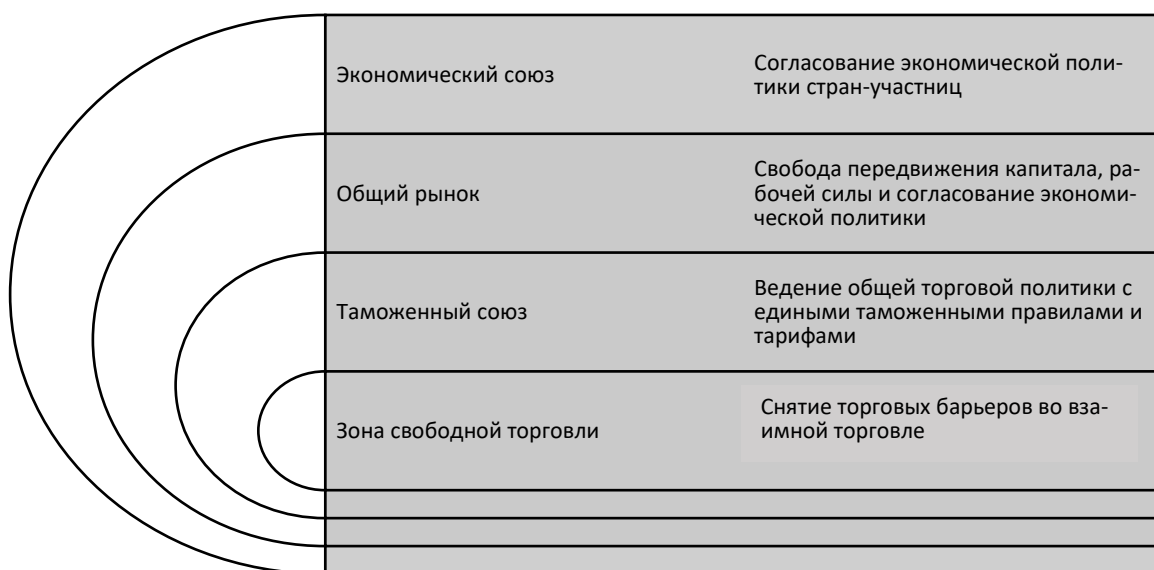 Экономический союз
Согласование экономической поли-
тики стран-участниц
Общий рынок
Свобода передвижения капитала, ра-
бочей силы и согласование экономи-
ческой политики
Таможенный союз
Ведение общей торговой политики с
едиными таможенными правилами и
тарифами
Зона свободной торговли
Снятие торговых барьеров во вза-
имной торговле